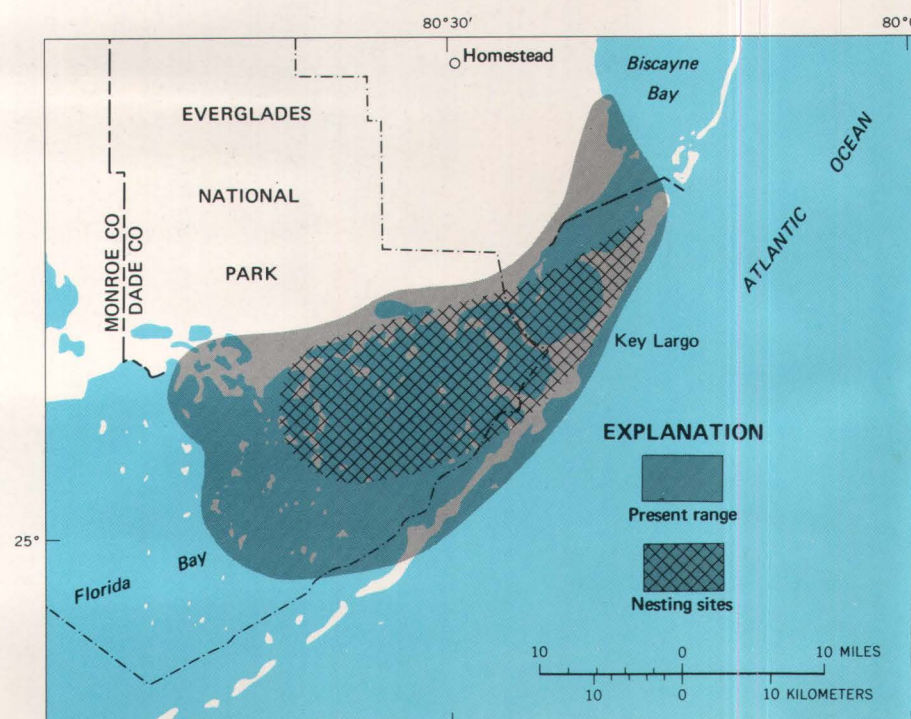 80°30′
80°
Homestead
Biscayne
Bay
EVERGLADES
NATIONAL
PARK
ATLANTIC OCEAN
MONROE CO
DADE CO
Key Largo
EXPLANATION
Present range
Nesting sites
25°
Florida Bay
10 0 10 MILES
10 0 10 KILOMETERS